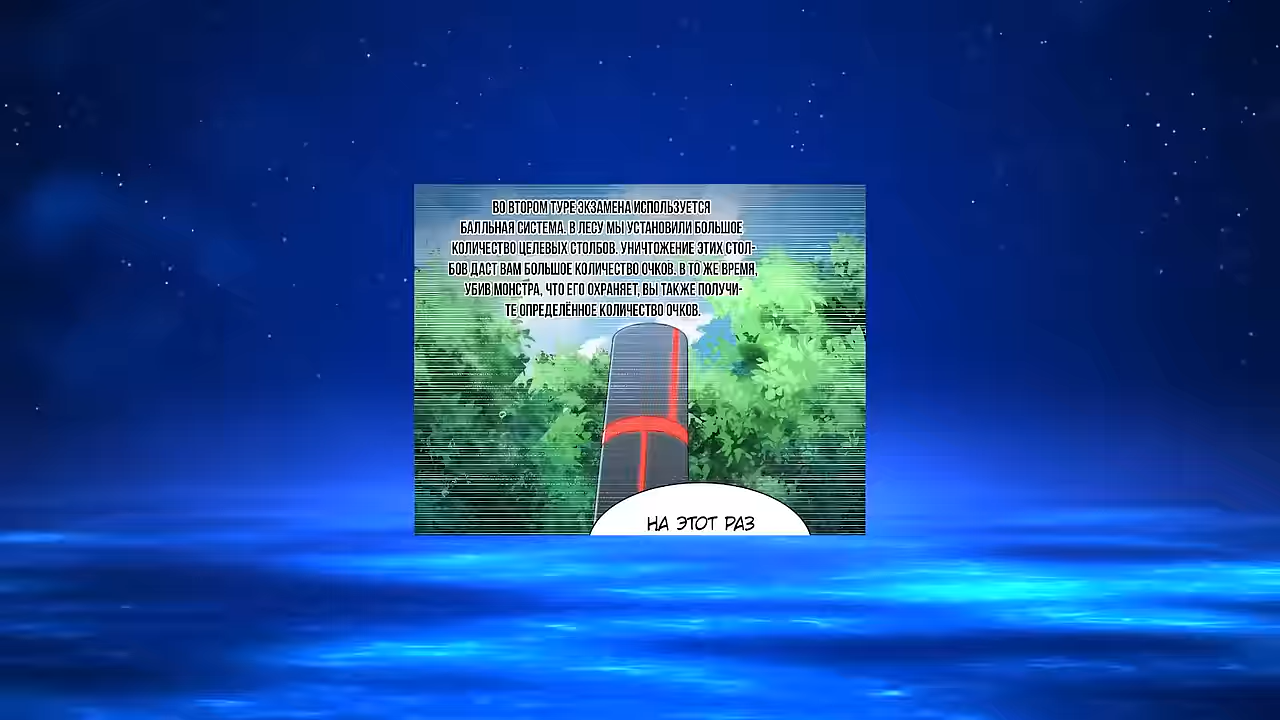 ВО ВТОРОМ ТУРЕ ЭКЗАМЕНА ИСПОЛЬЗУЕТСЯ
БАЛЛЬНАЯ СИСТЕМА. В ЛЕСУ МЫ УСТАНОВИЛИ БОЛЬШОЕ
КОЛИЧЕСТВО ЦЕЛЕВЫХ СТОЛБОВ. УНИЧТОЖЕНИЕ ЭТИХ СТОЛ-
БОВ ДАСТ ВАМ БОЛЬШОЕ КОЛИЧЕСТВО ОЧКОВ. В ТО ЖЕ ВРЕМЯ,
УБИВ МОНСТРА, ЧТО ЕГО ОХРАНЯЕТ, ВЫ ТАКЖЕ ПОЛУЧИ-
ТЕ ОПРЕДЕЛЁННОЕ КОЛИЧЕСТВО ОЧКОВ.
НА ЭТОТ РАЗ